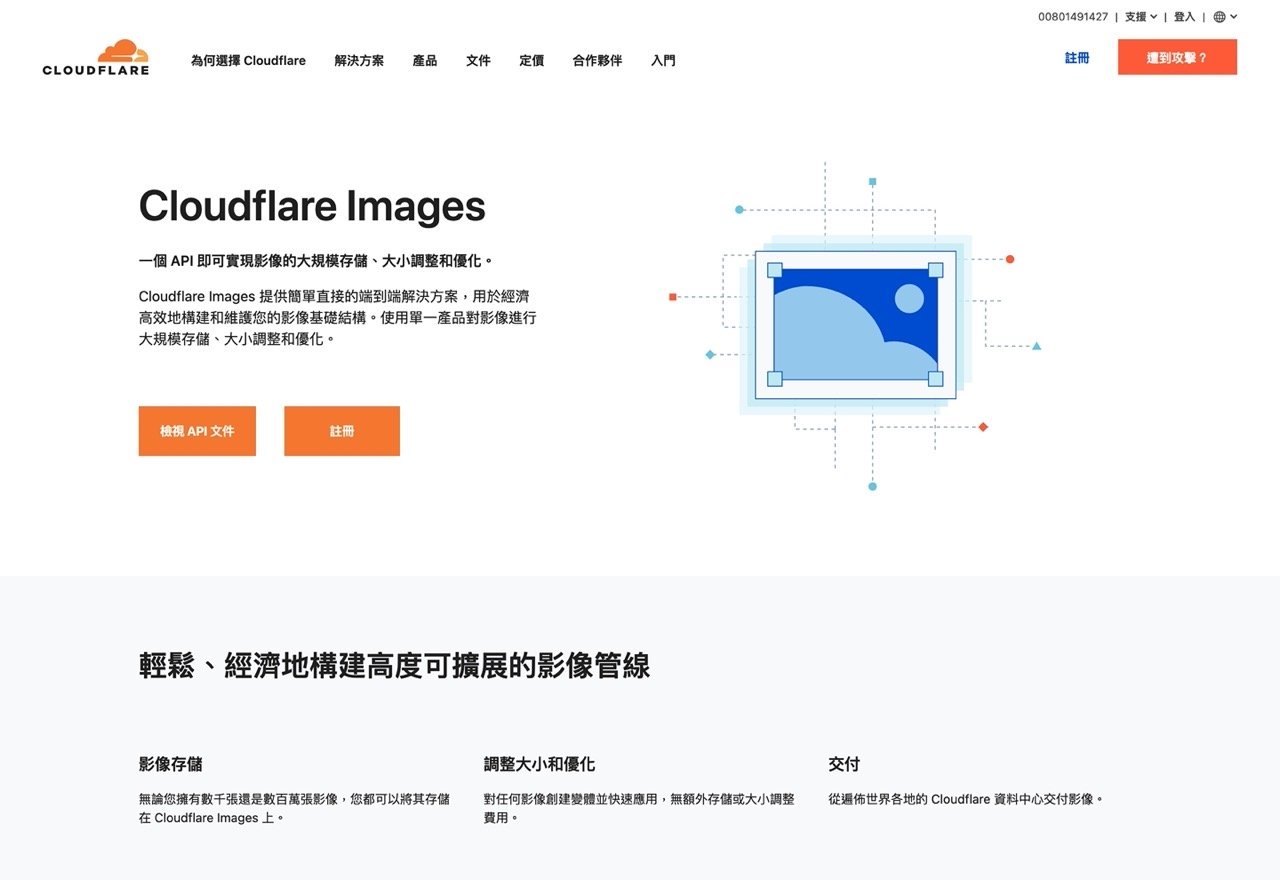 00801491427 | 支援 | 登入 |
CLOUDFLARE
為何選擇 Cloudflare 解決方案 產品 文件 定價 合作夥伴 入門 註冊 遭到攻擊？
Cloudflare Images
一個 API 即可實現影像的大規模存儲、大小調整和優化。
Cloudflare Images 提供簡單直接的端到端解決方案，用於經濟
高效地構建和維護您的影像基礎結構。使用單一產品對影像進行
大規模存儲、大小調整和優化。
檢視 API 文件 註冊
輕鬆、經濟地構建高度可擴展的影像管線
影像存儲
無論您擁有數千張還是數百萬張影像，您都可以將其存儲
在 Cloudflare Images 上。
調整大小和優化
對任何影像創建變體並快速應用，無額外存儲或大小調整
費用。
交付
從遍佈世界各地的 Cloudflare 資料中心交付影像。